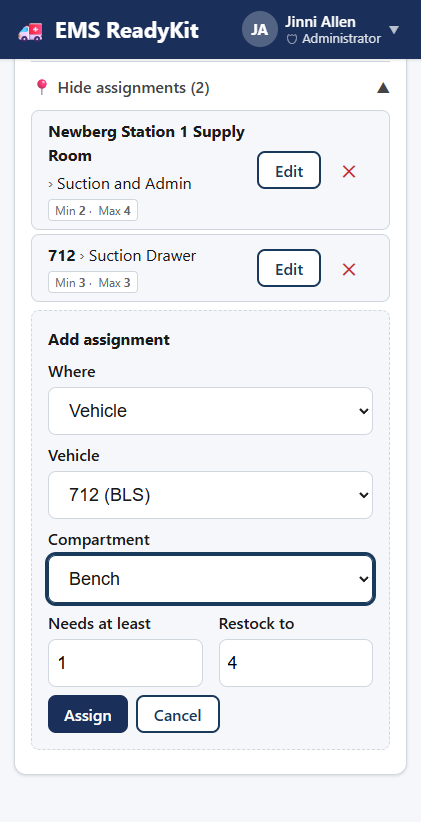 EMS ReadyKit
JA
Jinni Allen
Administrator
Hide assignments (2)
Newberg Station 1 Supply
Room
› Suction and Admin
Min 2 · Max 4
Edit
712 › Suction Drawer
Min 3 · Max 3
Edit
Add assignment
Where
Vehicle
Vehicle
712 (BLS)
Compartment
Bench
Needs at least
Restock to
1
4
Assign
Cancel